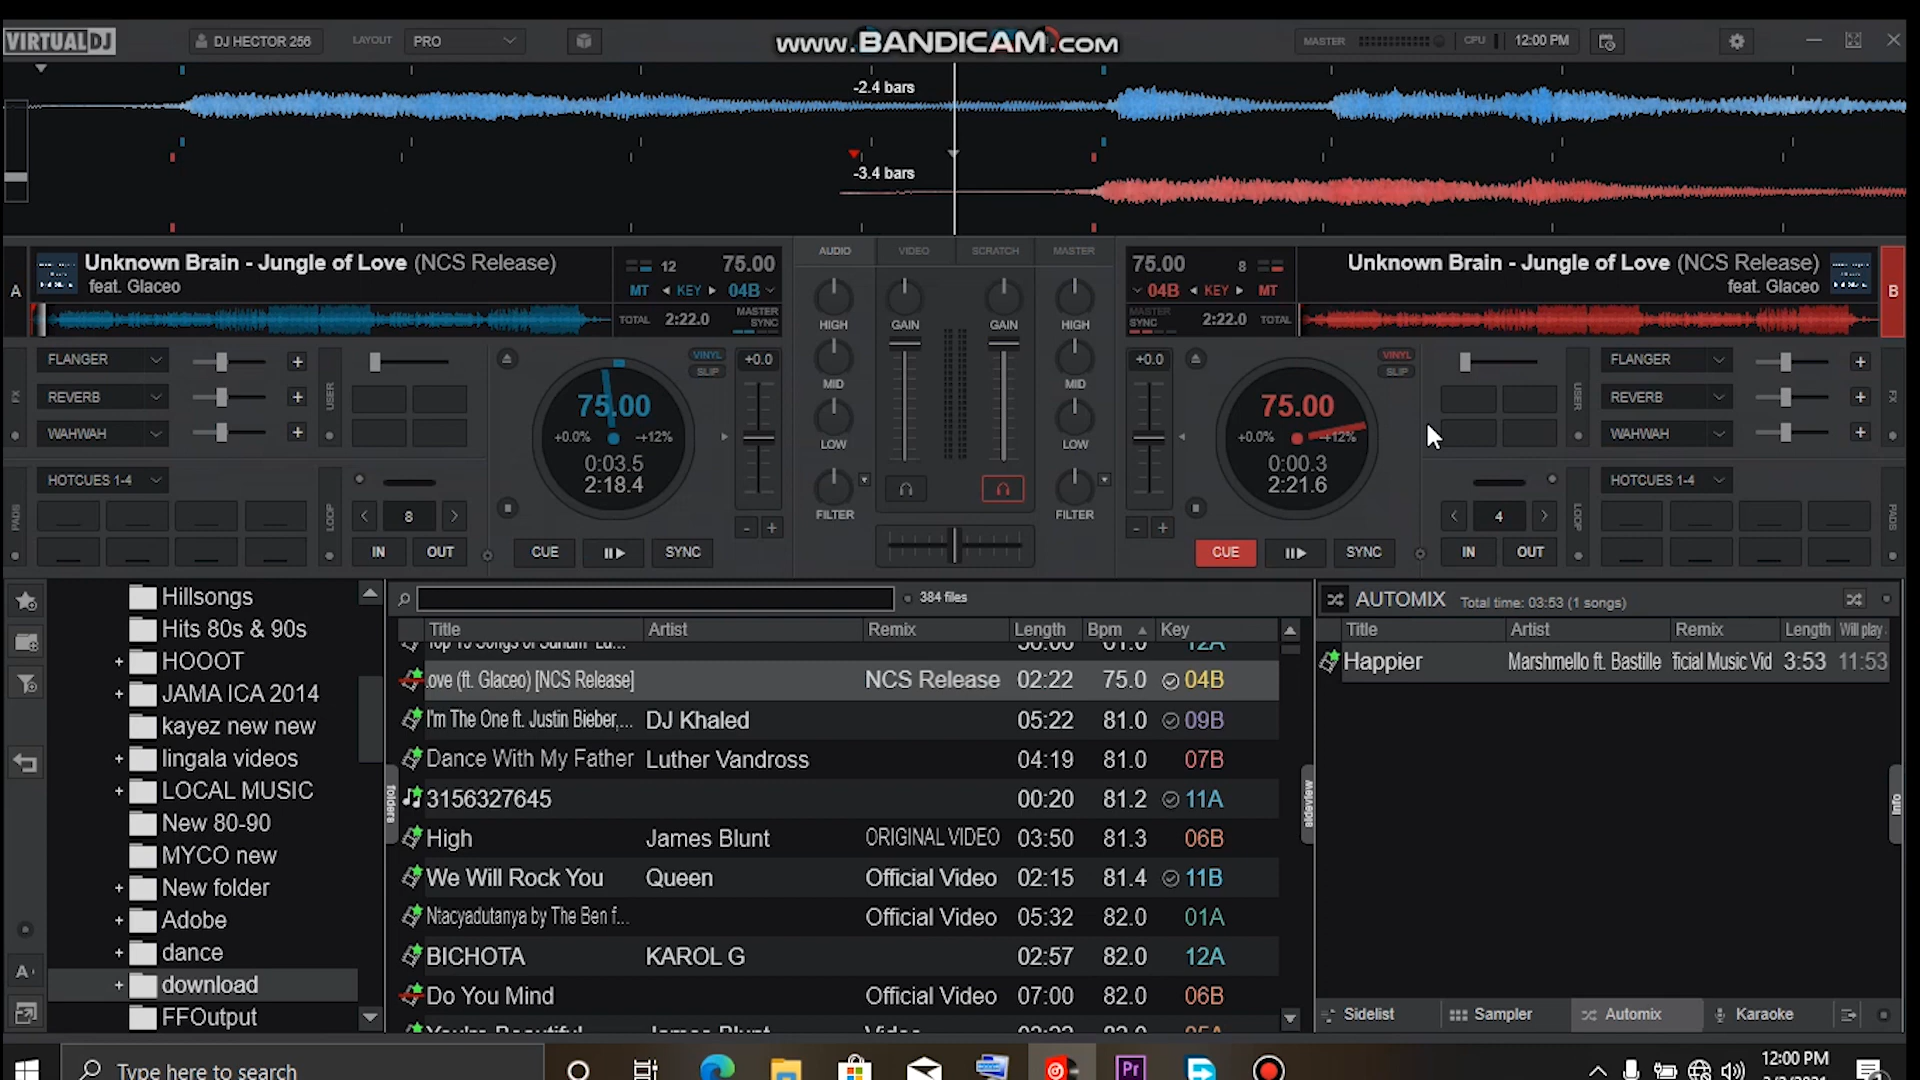 VIRTUALDJ
DJ HECTOR 256
LAYOUT
PRO
www.BANDICAM.com
MASTER
CPU
12:00 PM
-2.4 bars
-3.4 bars
A
Unknown Brain - Jungle of Love (NCS Release)
feat. Glaceo
12
75.00
MT
KEY
04B
TOTAL
2:22.0
MASTER
SYNC
AUDIO
VIDEO
SCRATCH
MASTER
75.00
8
04B
KEY
MT
MASTER
SYNC
2:22.0
TOTAL
Unknown Brain - Jungle of Love (NCS Release)
feat. Glaceo
B
FX
FLANGER
REVERB
WAHWAH
USER
VINYL
SLIP
+0.0
75.00
+0.0%
12%
0:03.5
2:18.4
HIGH
GAIN
GAIN
HIGH
MID
MID
LOW
LOW
FILTER
FILTER
+0.0
75.00
+0.0%
12%
0:00.3
2:21.6
VINYL
SLIP
USER
FLANGER
REVERB
WAHWAH
FX
PADS
HOTCUES 1-4
LOOP
8
IN
OUT
CUE
SYNC
CUE
SYNC
4
IN
OUT
LOOP
HOTCUES 1-4
PADS
Hillsongs
Hits 80s & 90s
HOOOT
JAMA ICA 2014
kayez new new
lingala videos
LOCAL MUSIC
New 80-90
MYCO new
New folder
Adobe
dance
download
FFOutput
folders
384 files
Title Artist Remix Length Bpm Key
ove (ft. Glaceo) [NCS Release] NCS Release 02:22 75.0 04B
I'm The One ft. Justin Bieber,... DJ Khaled 05:22 81.0 09B
Dance With My Father Luther Vandross 04:19 81.0 07B
3156327645 00:20 81.2 11A
High James Blunt ORIGINAL VIDEO 03:50 81.3 06B
We Will Rock You Queen Official Video 02:15 81.4 11B
Ntacyadutanya by The Ben f... Official Video 05:32 82.0 01A
BICHOTA KAROL G 02:57 82.0 12A
Do You Mind Official Video 07:00 82.0 06B
sideview
AUTOMIX Total time: 03:53 (1 songs)
Title Artist Remix Length Will play
Happier Marshmello ft. Bastille ficial Music Vid 3:53 11:53
info
Sidelist
Sampler
Automix
Karaoke
Type here to search
Pr
12:00 PM